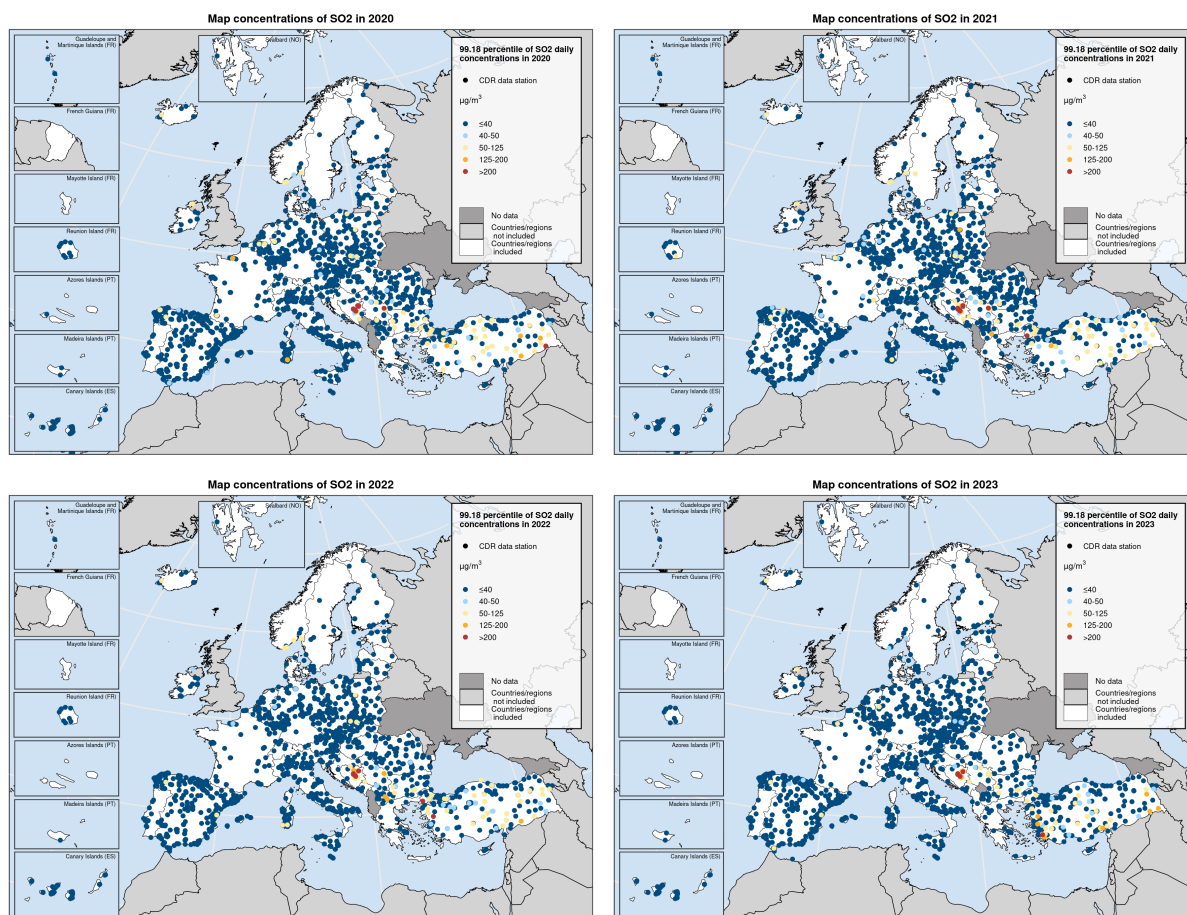 Map concentrations of SO2 in 2020
Guadeloupe and
Martinique Islands (FR)
Svalbard (NO)
French Guiana (FR)
Mayotte Island (FR)
Reunion Island (FR)
Azores Islands (PT)
Madeira Islands (PT)
Canary Islands (ES)
99.18 percentile of SO2 daily
concentrations in 2020
CDR data station
µg/m³
≤40
40-50
50-125
125-200
>200
No data
Countries/regions
not included
Countries/regions
included
Map concentrations of SO2 in 2021
Guadeloupe and
Martinique Islands (FR)
Svalbard (NO)
French Guiana (FR)
Mayotte Island (FR)
Reunion Island (FR)
Azores Islands (PT)
Madeira Islands (PT)
Canary Islands (ES)
99.18 percentile of SO2 daily
concentrations in 2021
CDR data station
µg/m³
≤40
40-50
50-125
125-200
>200
No data
Countries/regions
not included
Countries/regions
included
Map concentrations of SO2 in 2022
Guadeloupe and
Martinique Islands (FR)
Svalbard (NO)
French Guiana (FR)
Mayotte Island (FR)
Reunion Island (FR)
Azores Islands (PT)
Madeira Islands (PT)
Canary Islands (ES)
99.18 percentile of SO2 daily
concentrations in 2022
CDR data station
µg/m³
≤40
40-50
50-125
125-200
>200
No data
Countries/regions
not included
Countries/regions
included
Map concentrations of SO2 in 2023
Guadeloupe and
Martinique Islands (FR)
Svalbard (NO)
French Guiana (FR)
Mayotte Island (FR)
Reunion Island (FR)
Azores Islands (PT)
Madeira Islands (PT)
Canary Islands (ES)
99.18 percentile of SO2 daily
concentrations in 2023
CDR data station
µg/m³
≤40
40-50
50-125
125-200
>200
No data
Countries/regions
not included
Countries/regions
included